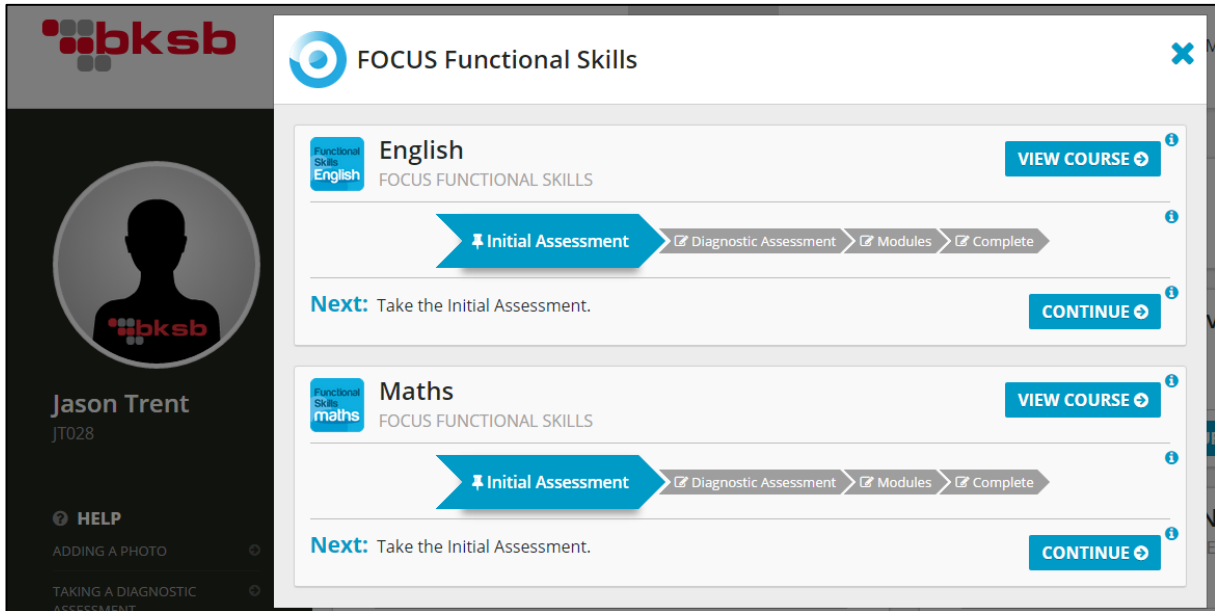 bksb
FOCUS Functional Skills
Functional
Skills
English
English
FOCUS FUNCTIONAL SKILLS
VIEW COURSE
Initial Assessment
Diagnostic Assessment
Modules
Complete
Next: Take the Initial Assessment.
CONTINUE
Functional
Skills
maths
Maths
FOCUS FUNCTIONAL SKILLS
VIEW COURSE
Initial Assessment
Diagnostic Assessment
Modules
Complete
Next: Take the Initial Assessment.
CONTINUE
bksb
Jason Trent
JT028
HELP
ADDING A PHOTO
TAKING A DIAGNOSTIC
ASSESSMENT